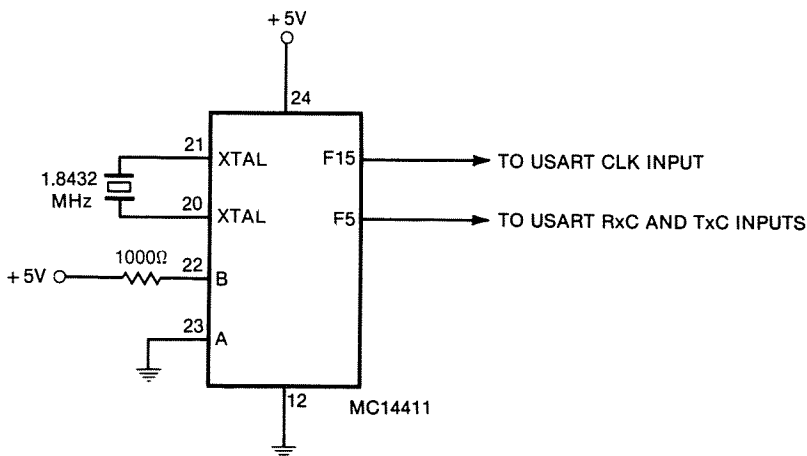 +5V
24
21
XTAL
F15
TO USART CLK INPUT
1.8432
MHz
20
XTAL
F5
TO USART RxC AND TxC INPUTS
1000Ω
+5V
22
B
23
A
12
MC14411